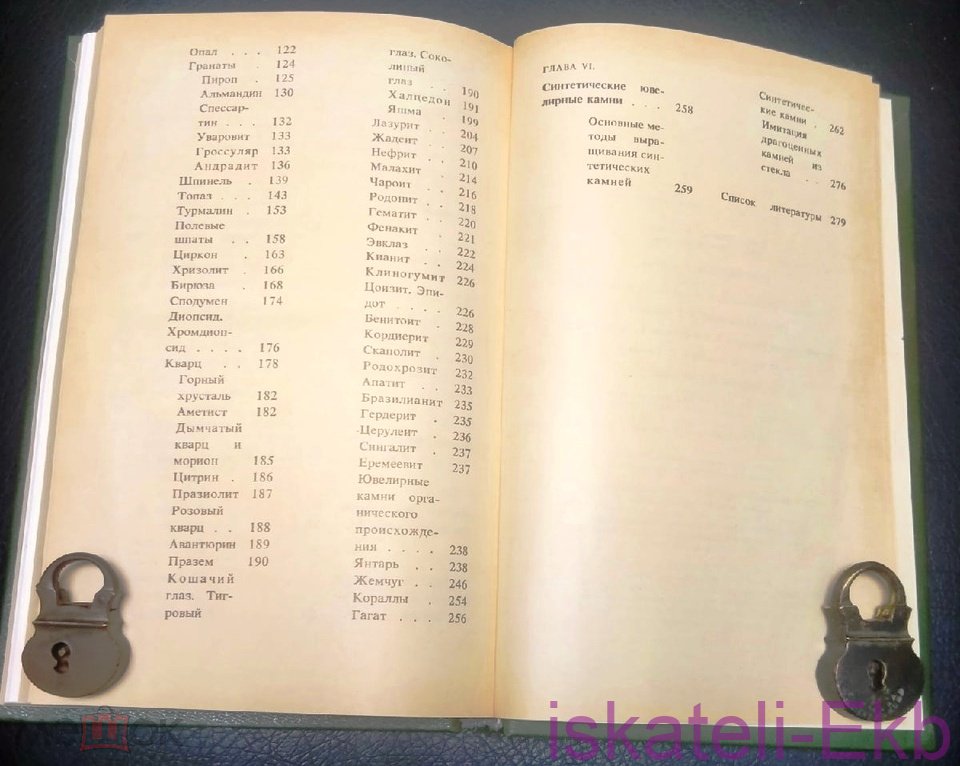 Опал . . . 122
Гранаты . 124
Пироп . 125
Альмандин 130
Спессар-
тин . . . 132
Уваровит 133
Гроссуляр 133
Андрадит 136
Шпинель . 139
Топаз . . . 143
Турмалин . 153
Полевые
шпаты . . 158
Циркон . 163
Хризолит . 166
Бирюза . 168
Сподумен 174
Диопсид.
Хромдиоп-
сид . . . . 176
Кварц . . 178
Горный
хрусталь 182
Аметист 182
Дымчатый
кварц и
морион 185
Цитрин . 186
Празиолит 187
Розовый
кварц . . 188
Авантюрин 189
Празем 190
Кошачий
глаз. Тиг-
ровый
глаз. Соко-
линый
глаз . . 190
Халцедон 191
Яшма . . 199
Лазурит . 204
Жадеит . 207
Нефрит . . 210
Малахит . 214
Чароит . . 216
Родонит . . 218
Гематит . . 220
Фенакит . 221
Эвклаз . . 222
Кианит . . 224
Клиногумит 226
Цоизит. Эпи-
дот . . . . 226
Бенитоит . 228
Кордиерит 229
Скаполит . 230
Родохрозит 232
Апатит . . 233
Бразилианит 235
Гердерит . 235
Церулеит . 236
Сингалит . 237
Еремеевит 237
Ювелирные
камни орга-
нического
происхожде-
ния . . . . 238
Янтарь . . 238
Жемчуг . . 246
Кораллы . 254
Гагат . . . 256
ГЛАВА VI.
Синтетические юве-
лирные камни . . . 258
Основные ме-
тоды выра-
щивания син-
тетических
камней 259
Синтетичес-
кие камни . 262
Имитация
драгоценных
камней из
стекла . . 276
Список литературы 279
iskateli-Ekb